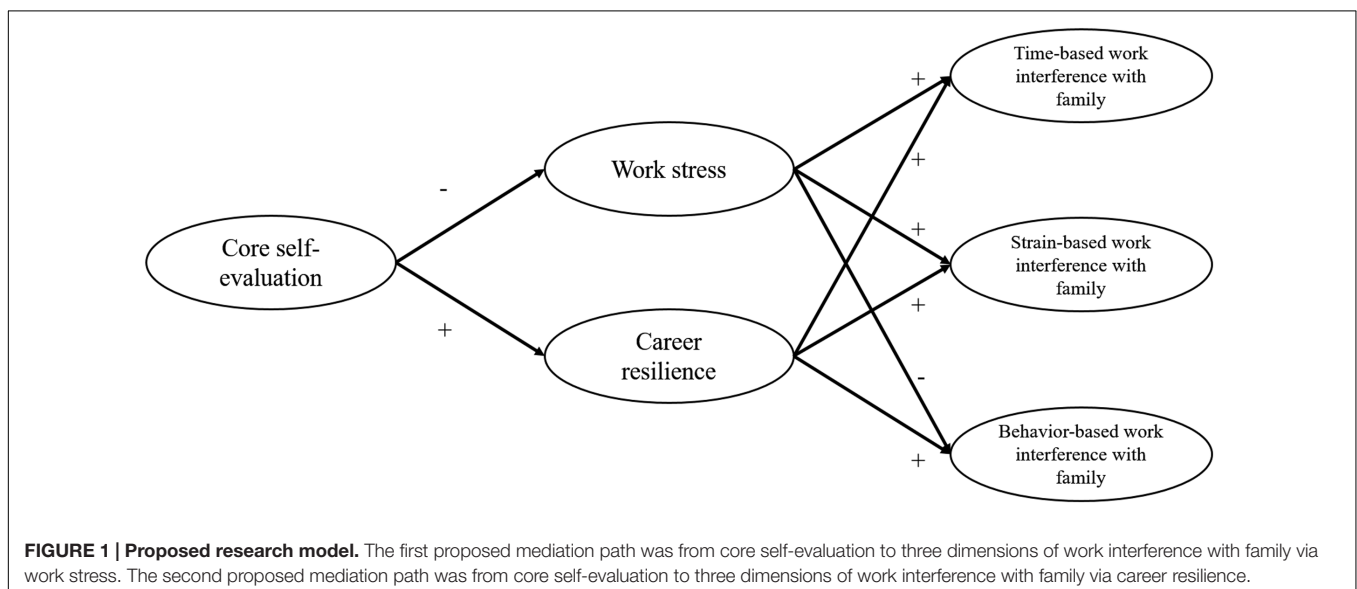 Time-based work
interference with
family
+
Work stress
+
-
+
Core self-
evaluation
Strain-based work
interference with
family
+
+
Career
resilience
-
Behavior-based work
interference with
family
+
FIGURE 1 | Proposed research model. The first proposed mediation path was from core self-evaluation to three dimensions of work interference with family via
work stress. The second proposed mediation path was from core self-evaluation to three dimensions of work interference with family via career resilience.